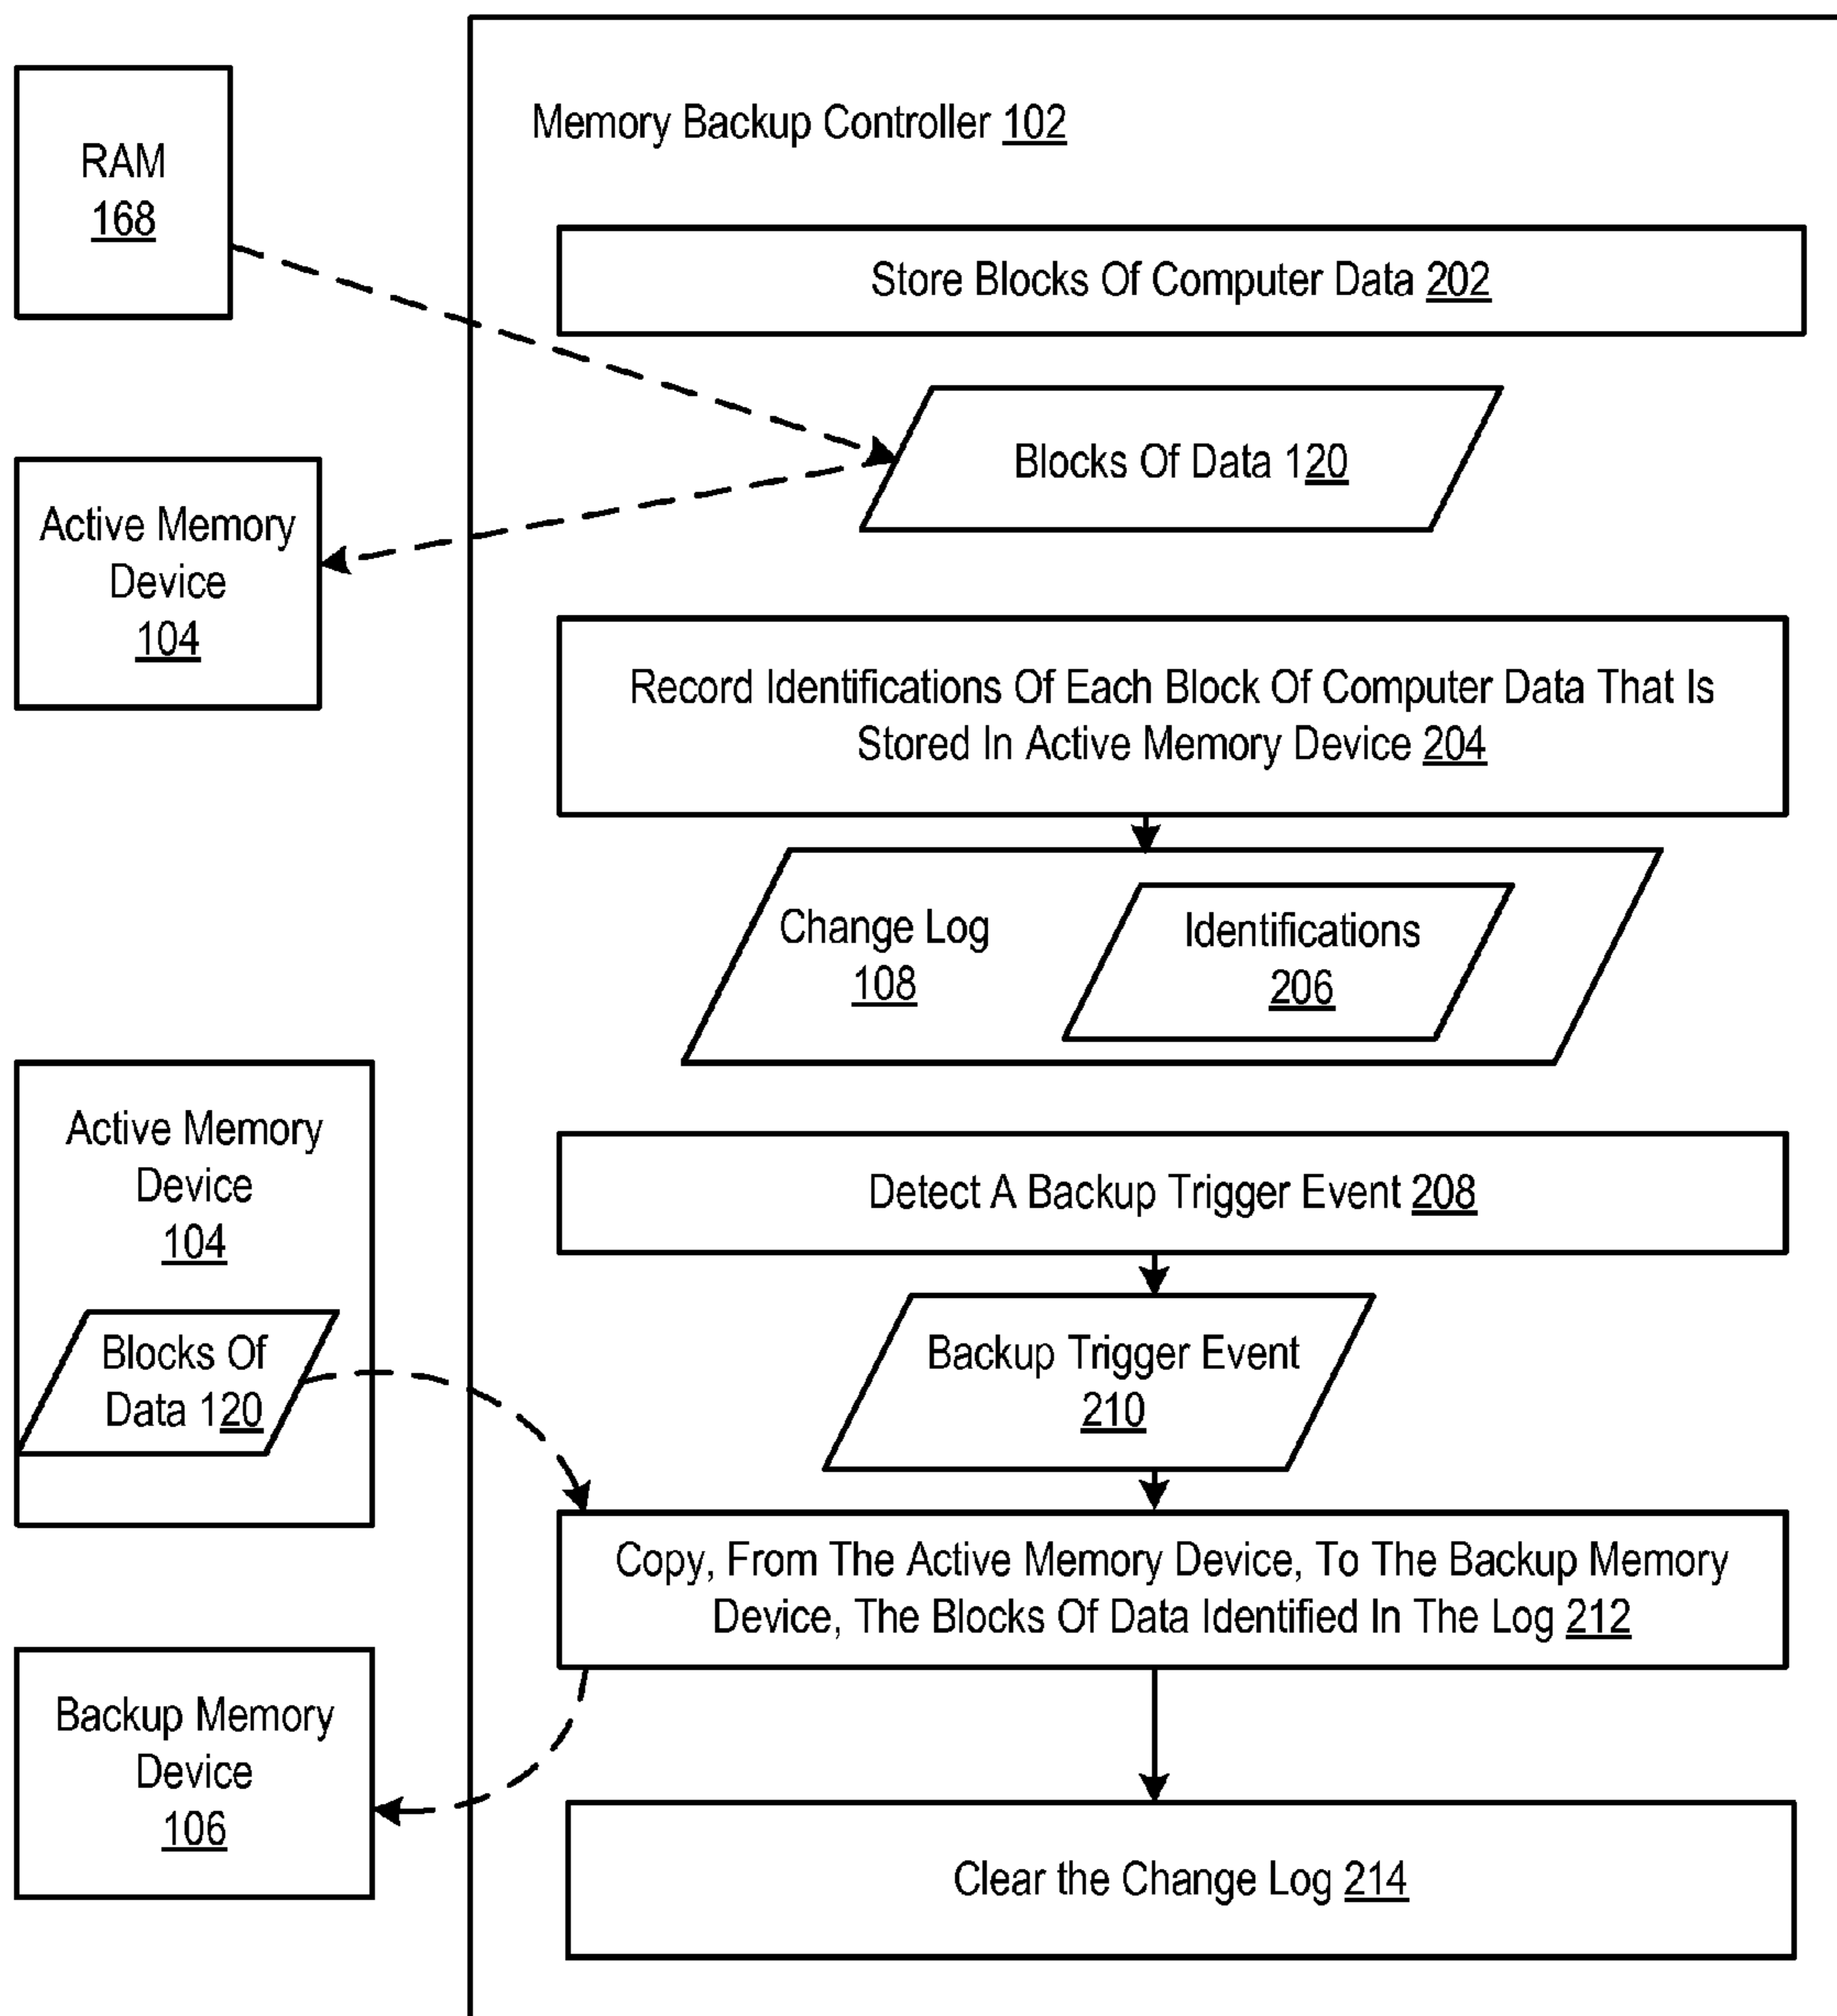 Memory Backup Controller 102
RAM
168
Store Blocks Of Computer Data 202
Blocks Of Data 120
Active Memory
Device
104
Record Identifications Of Each Block Of Computer Data That Is
Stored In Active Memory Device 204
Change Log
108
Identifications
206
Active Memory
Device
104
Blocks Of
Data 120
Detect A Backup Trigger Event 208
Backup Trigger Event
210
Copy, From The Active Memory Device, To The Backup Memory
Device, The Blocks Of Data Identified In The Log 212
Backup Memory
Device
106
Clear the Change Log 214